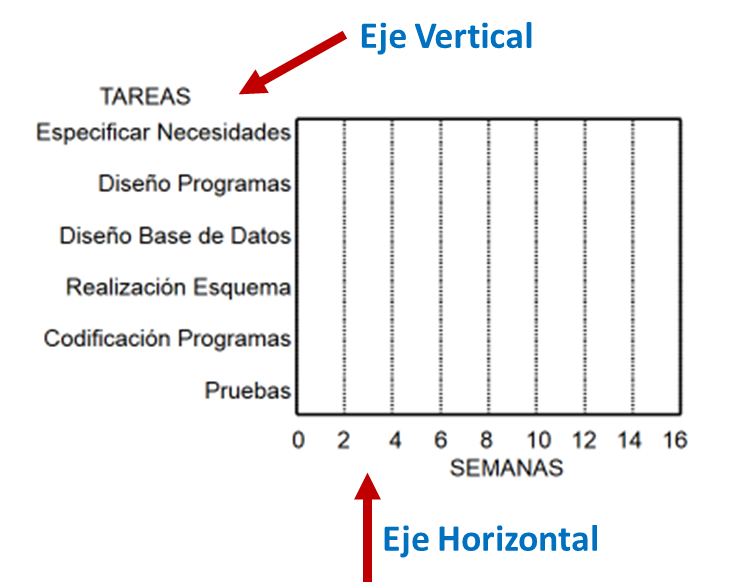 Eje Vertical
TAREAS
Especificar Necesidades
Diseño Programas
Diseño Base de Datos
Realización Esquema
Codificación Programas
Pruebas
0 2 4 6 8 10 12 14 16
SEMANAS
Eje Horizontal